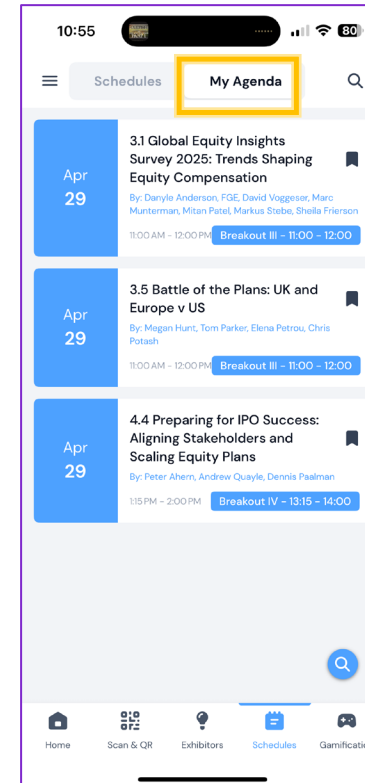 10:55
80
Schedules
My Agenda
3.1 Global Equity Insights
Survey 2025: Trends Shaping
Equity Compensation
Apr
29
By: Danyle Anderson, FGE, David Voggeser, Marc
Munterman, Mitan Patel, Markus Stebe, Sheila Frierson
11:00 AM - 12:00 PM
Breakout III - 11:00 - 12:00
3.5 Battle of the Plans: UK and
Europe v US
Apr
29
By: Megan Hunt, Tom Parker, Elena Petrou, Chris
Potash
11:00 AM - 12:00 PM
Breakout III - 11:00 - 12:00
4.4 Preparing for IPO Success:
Aligning Stakeholders and
Scaling Equity Plans
Apr
29
By: Peter Ahern, Andrew Quayle, Dennis Paalman
1:15 PM - 2:00 PM
Breakout IV - 13:15 - 14:00
Home
Scan & QR
Exhibitors
Schedules
Gamificatio